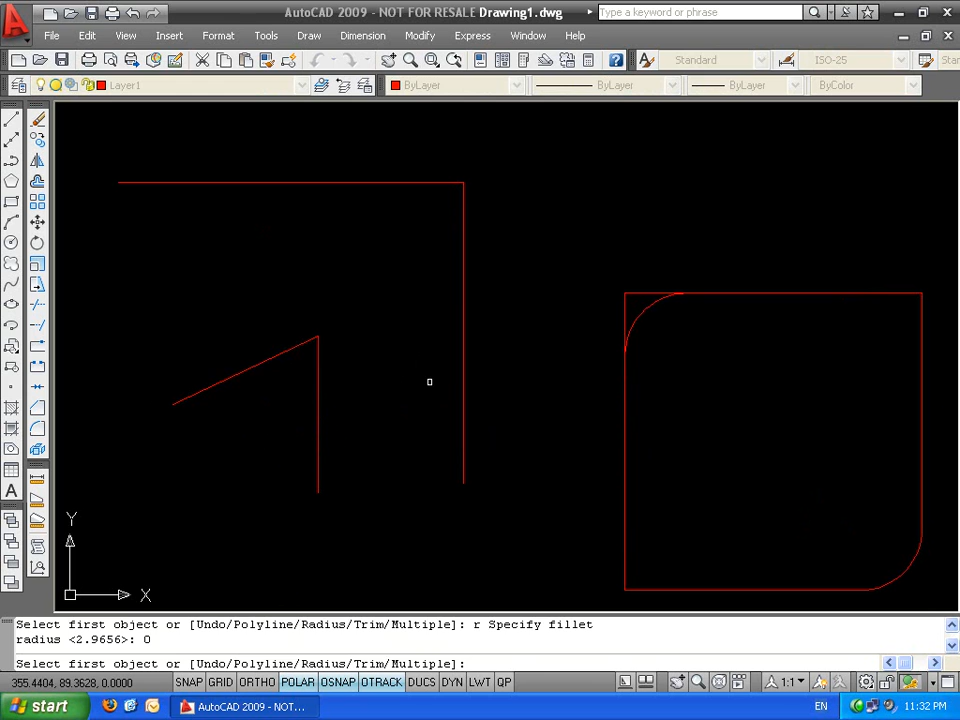 AutoCAD 2009 - NOT FOR RESALE Drawing1.dwg
Type a keyword or phrase
File Edit View Insert Format Tools Draw Dimension Modify Express Window Help
Standard ISO-25
Layer1 ByLayer ByLayer ByLayer ByColor
A
Y
X
Select first object or [Undo/Polyline/Radius/Trim/Multiple]: r Specify fillet
radius <2.9656>: 0
Select first object or [Undo/Polyline/Radius/Trim/Multiple]:
355.4404, 89.3628, 0.0000 SNAP GRID ORTHO POLAR OSNAP OTRACK DUCS DYN LWT QP 1:1
start AutoCAD 2009 - NOT... EN 11:32 PM